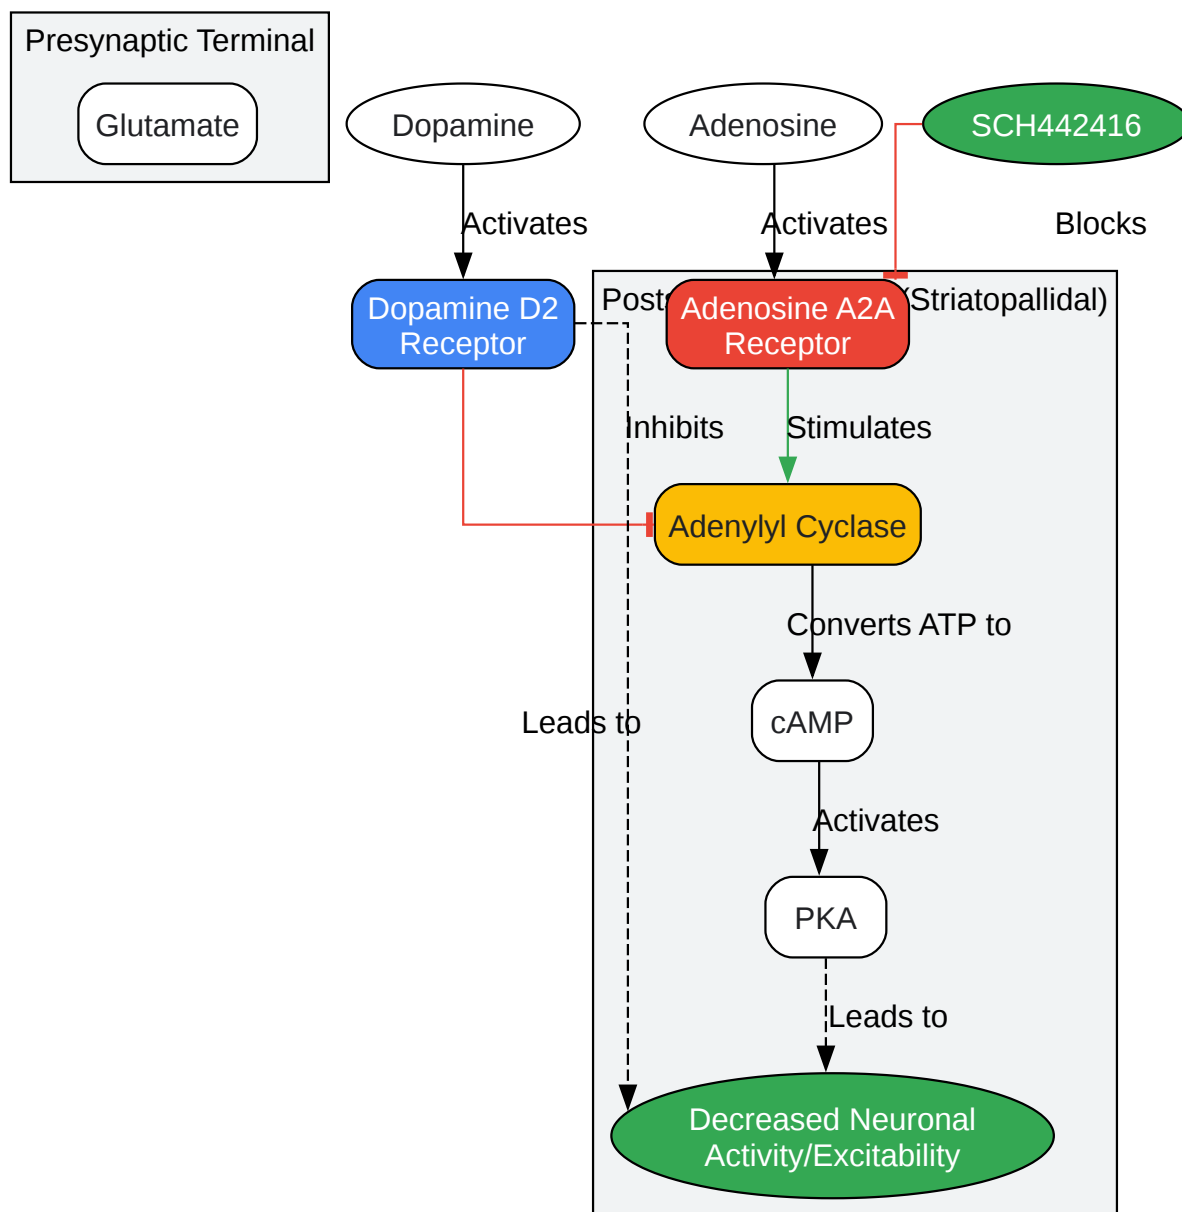 Presynaptic Terminal
Glutamate
Dopamine
Adenosine
SCH442416
Activates
Activates
Blocks
(Striatopallidal)
Dopamine D2
Receptor
Adenosine A2A
Receptor
Inhibits
Stimulates
Adenylyl Cyclase
Converts ATP to
cAMP
Leads to
Activates
PKA
Leads to
Decreased Neuronal
Activity/Excitability